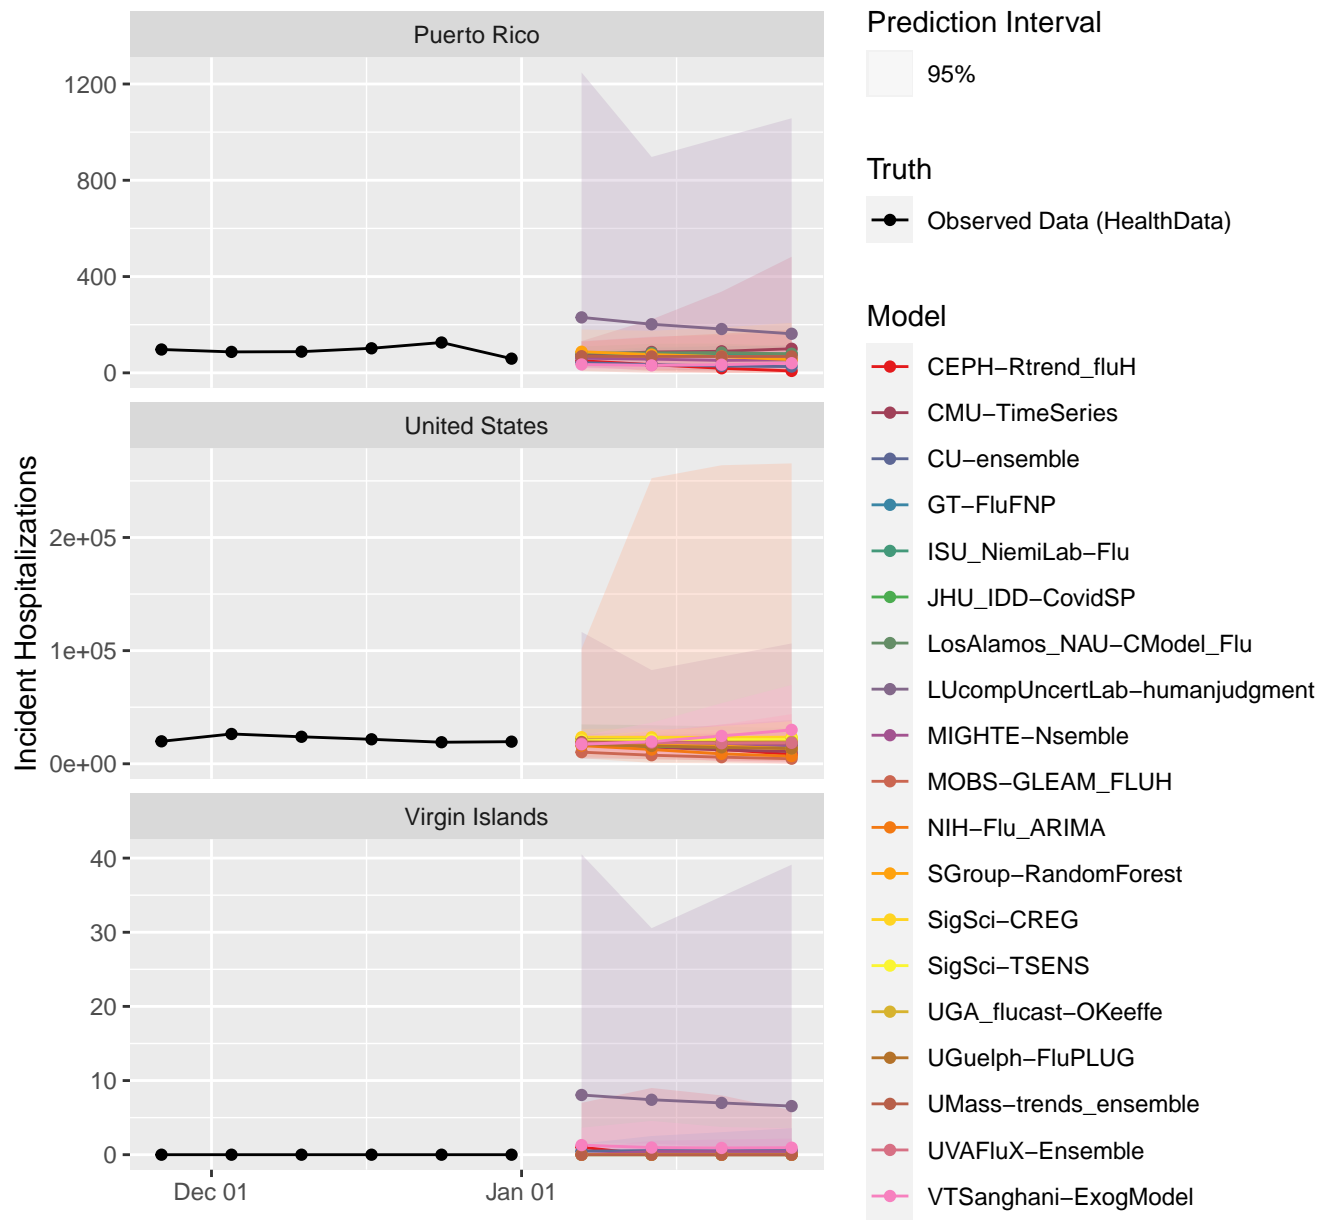 Puerto Rico
1200
800
400
0
United States
2e+05
1e+05
0e+00
Virgin Islands
40
30
20
10
0
Dec 01
Jan 01
Incident Hospitalizations
Prediction Interval
95%
Truth
Observed Data (HealthData)
Model
CEPH−Rtrend_fluH
CMU−TimeSeries
CU−ensemble
GT−FluFNP
ISU_NiemiLab−Flu
JHU_IDD−CovidSP
LosAlamos_NAU−CModel_Flu
LUcompUncertLab−humanjudgment
MIGHTE−Nsemble
MOBS−GLEAM_FLUH
NIH−Flu_ARIMA
SGroup−RandomForest
SigSci−CREG
SigSci−TSENS
UGA_flucast−OKeeffe
UGuelph−FluPLUG
UMass−trends_ensemble
UVAFluX−Ensemble
VTSanghani−ExogModel